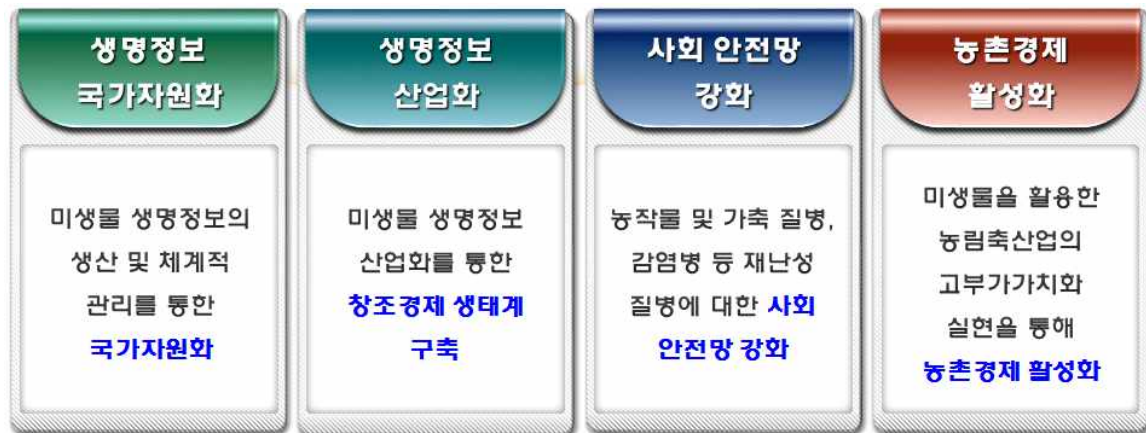 생명정보
국가자원화
미생물 생명정보의
생산 및 체계적
관리를 통한
국가자원화
생명정보
산업화
미생물 생명정보
산업화를 통한
창조경제 생태계
구축
사회 안전망
강화
농작물 및 가축 질병,
감염병 등 재난성
질병에 대한 사회
안전망 강화
농촌경제
활성화
미생물을 활용한
농림축산업의
고부가가치화
실현을 통해
농촌경제 활성화